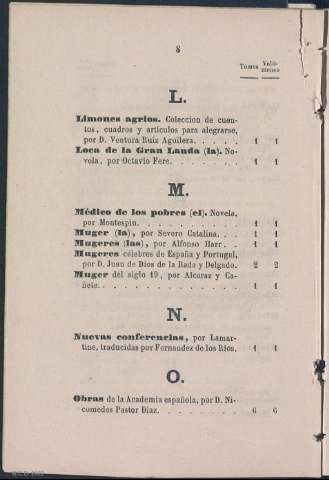 8
Tomos Volú-
menes
L.
Limones agrios. Coleccion de cuen-
tos, cuadros y artículos para alegrarse,
por D. Ventura Ruiz Aguilera. . . . . 1 1
Loca de la Gran Landa (la). No-
vela, por Octavio Fere. . . . . . . . 1 1
M.
Médico de los pobres (el). Novela,
por Montespin. . . . . . . . . . 1 1
Muger (la), por Severo Catalina. . . 1 1
Mugeres (las), por Alfonso Harr. . . 1 1
Mugeres célebres de España y Portugal,
por D. Juan de Dios de la Rada y Delgado. 2 2
Muger del siglo 19, por Alcaraz y Ca-
ñete. . . . . . . . . . . . . 1 1
N.
Nuevas conferencias, por Lamar-
tine, traducidas por Fernandez de los Rios. 1 1
O.
Obras de la Academia española, por D. Ni-
comedes Pastor Diaz. . . . . . . . 6 6